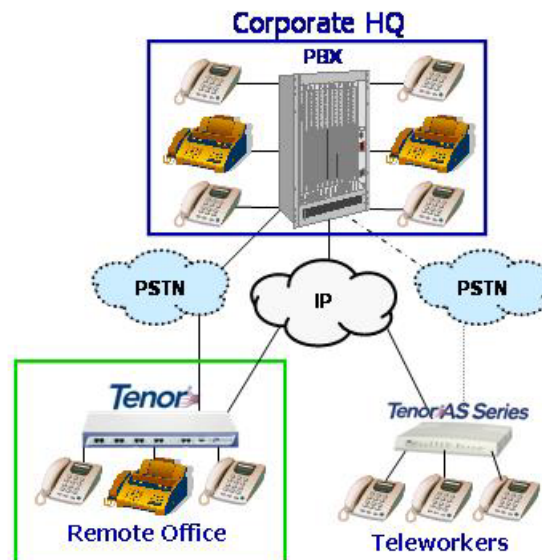 Corporate HQ
PBX
PSTN
IP
PSTN
Tenor
Tenor AS Series
Remote Office
Teleworkers